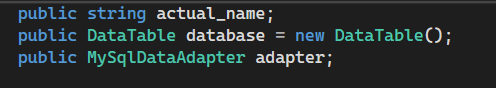 public string actual_name;
public DataTable database = new DataTable();
public MySqlDataAdapter adapter;